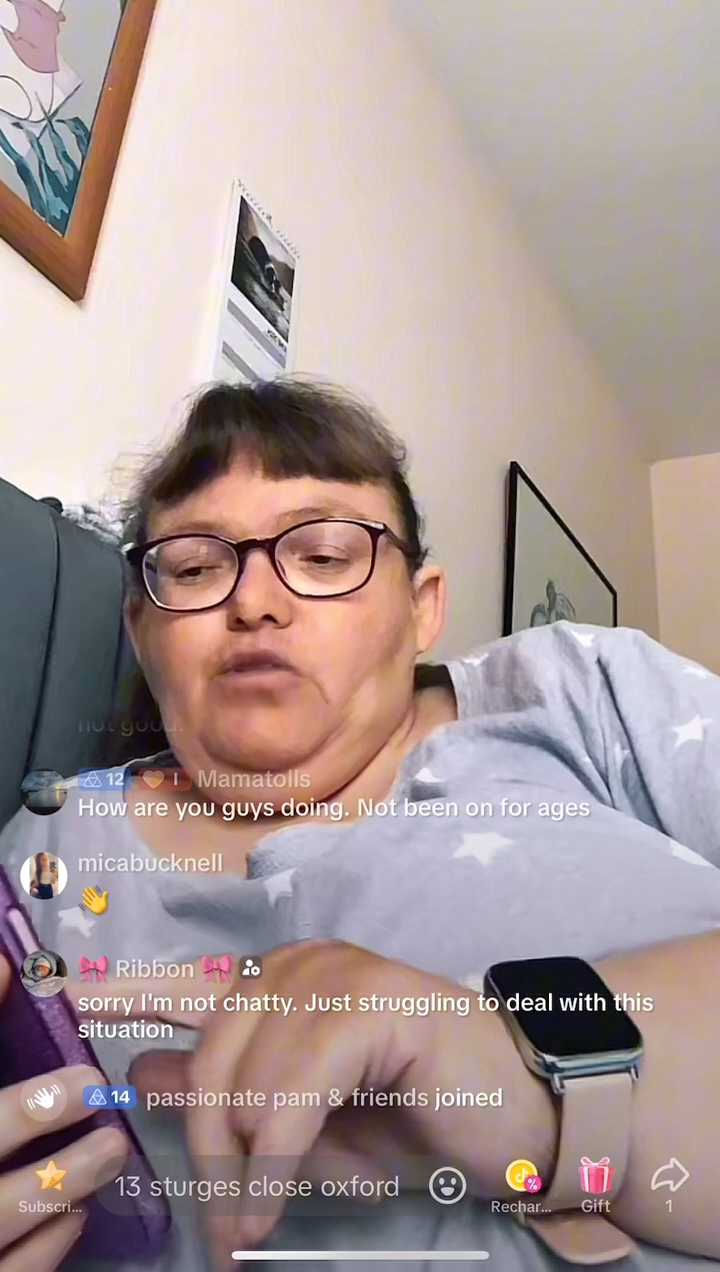 not good.
12 I Mamatolls
How are you guys doing. Not been on for ages
micabucknell
👋
🎀 Ribbon 🎀
sorry I'm not chatty. Just struggling to deal with this
situation
14 passionate pam & friends joined
13 sturges close oxford
Subscri... Rechar... Gift 1